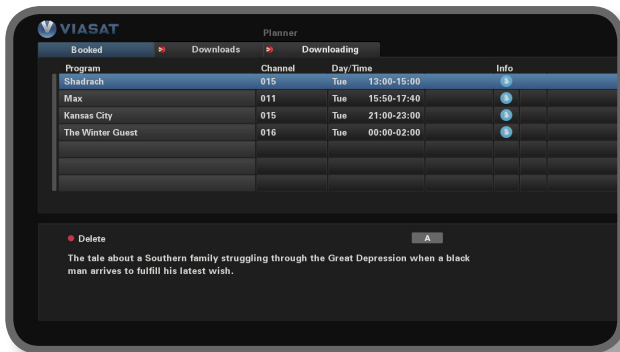 VIASAT
Planner
Booked Downloads Downloading
Program Channel Day/Time Info
Shadrach 015 Tue 13:00-15:00
Max 011 Tue 15:50-17:40
Kansas City 015 Tue 21:00-23:00
The Winter Guest 016 Tue 00:00-02:00
Delete A
The tale about a Southern family struggling through the Great Depression when a black
man arrives to fulfill his latest wish.